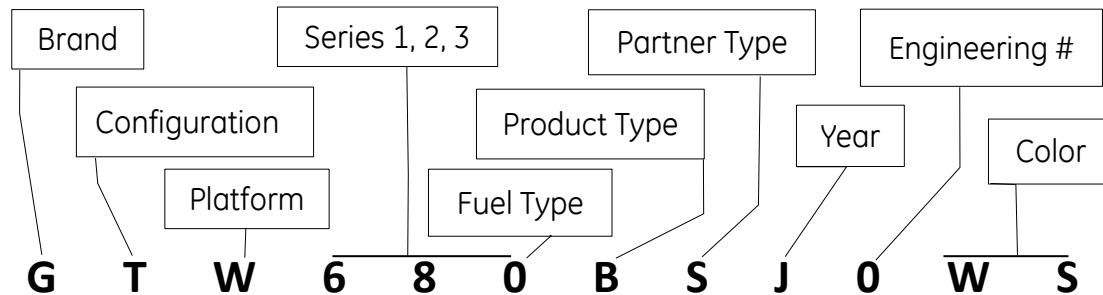 Brand
Series 1, 2, 3
Partner Type
Engineering #
Configuration
Product Type
Year
Color
Platform
Fuel Type
G T W 6 8 0 B S J 0 W S